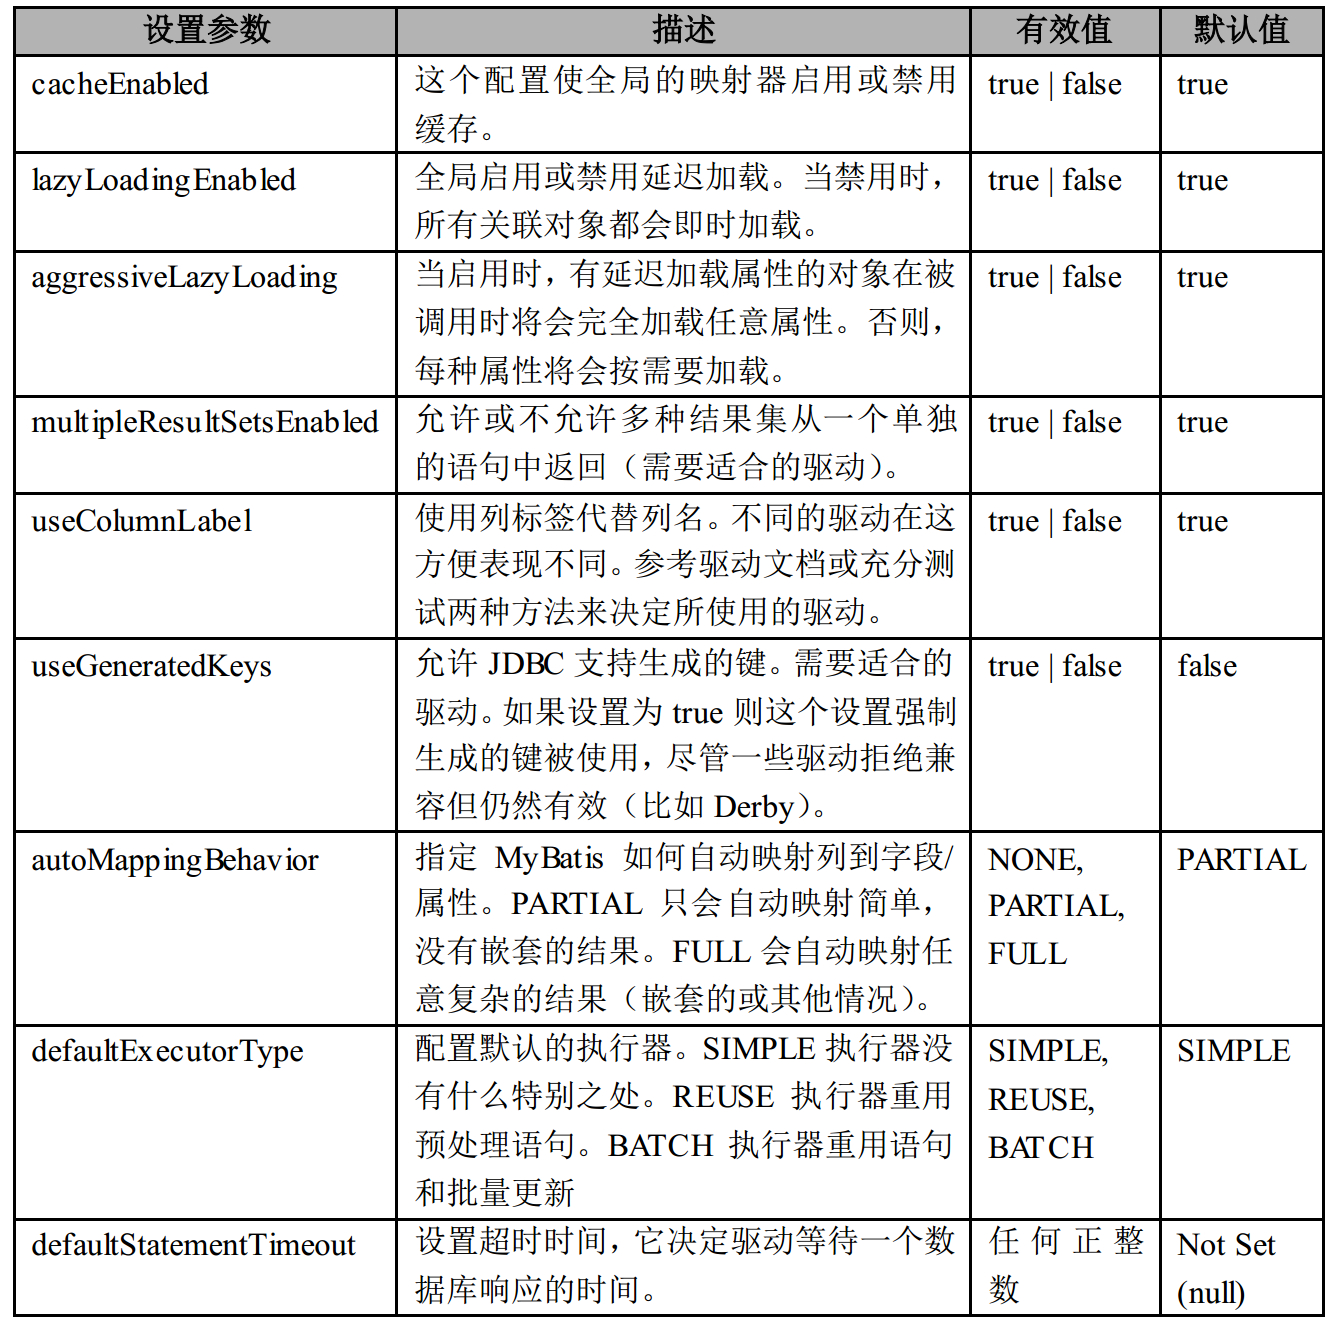 设置参数 描述 有效值 默认值
cacheEnabled 这个配置使全局的映射器启用或禁用 true | false true
缓存。
lazyLoadingEnabled 全局启用或禁用延迟加载。当禁用时， true | false true
所有关联对象都会即时加载。
aggressiveLazyLoading 当启用时，有延迟加载属性的对象在被 true | false true
调用时将会完全加载任意属性。否则，
每种属性将会按需要加载。
multipleResultSetsEnabled 允许或不允许多种结果集从一个单独 true | false true
的语句中返回（需要适合的驱动）。
useColumnLabel 使用列标签代替列名。不同的驱动在这 true | false true
方便表现不同。参考驱动文档或充分测
试两种方法来决定所使用的驱动。
useGeneratedKeys 允许 JDBC 支持生成的键。需要适合的 true | false false
驱动。如果设置为 true 则这个设置强制
生成的键被使用，尽管一些驱动拒绝兼
容但仍然有效（比如 Derby）。
autoMappingBehavior 指定 MyBatis 如何自动映射列到字段/ NONE, PARTIAL
属性。PARTIAL 只会自动映射简单， PARTIAL,
没有嵌套的结果。FULL 会自动映射任 FULL
意复杂的结果（嵌套的或其他情况）。
defaultExecutorType 配置默认的执行器。SIMPLE 执行器没 SIMPLE, SIMPLE
有什么特别之处。REUSE 执行器重用 REUSE,
预处理语句。BATCH 执行器重用语句 BATCH
和批量更新
defaultStatementTimeout 设置超时时间，它决定驱动等待一个数 任何正整 Not Set
据库响应的时间。 数 (null)